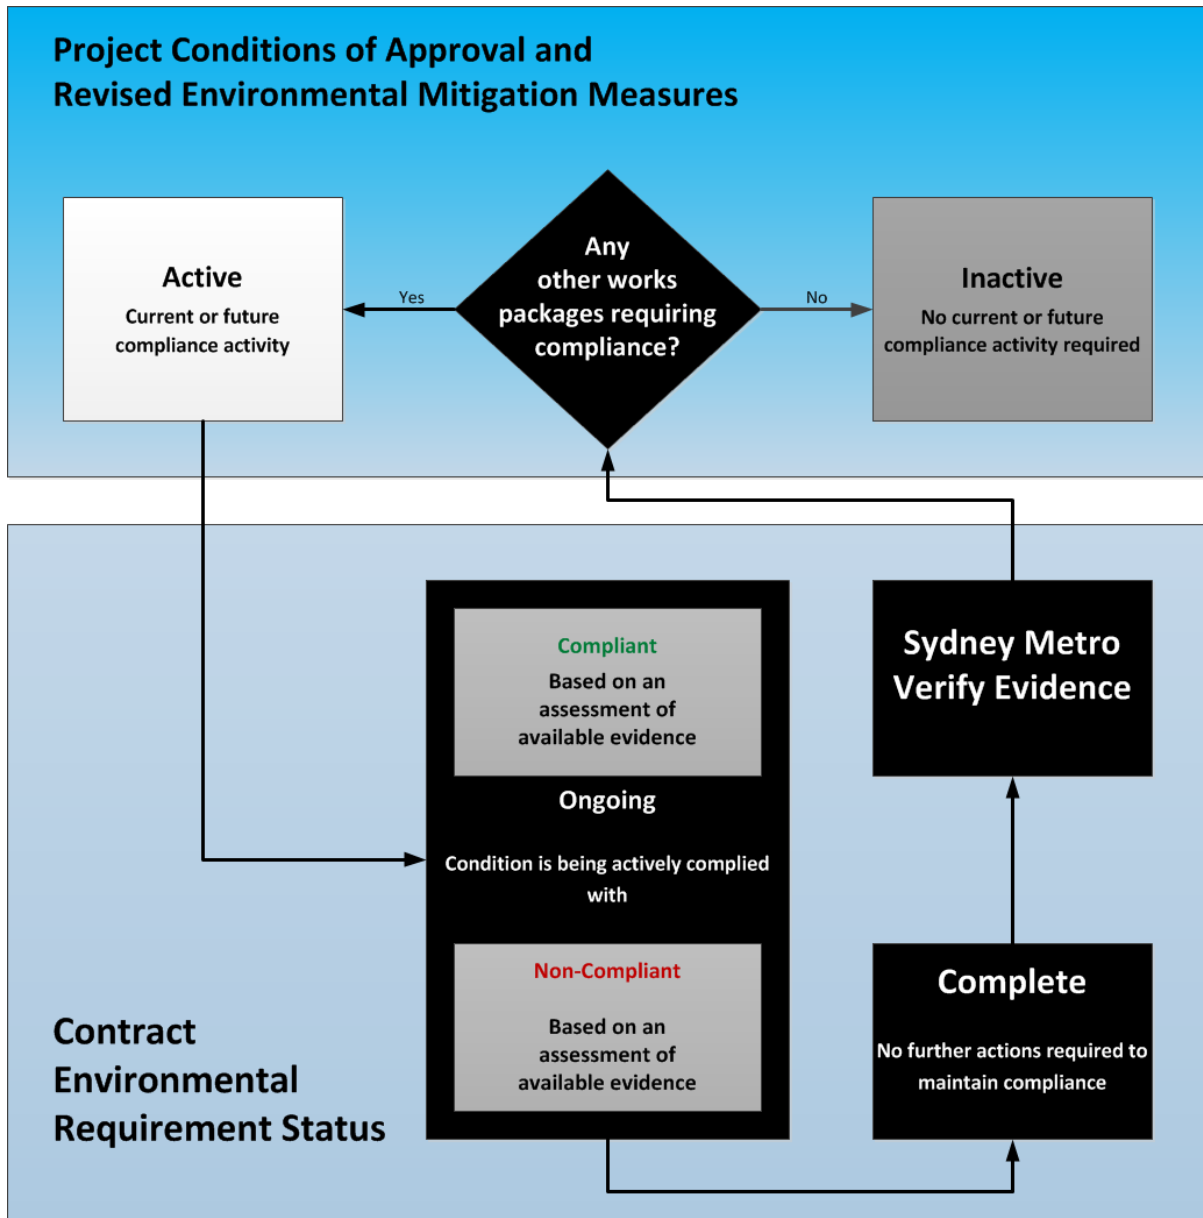 Project Conditions of Approval and
Revised Environmental Mitigation Measures
Active
Current or future
compliance activity
Yes
Any
other works
packages requiring
compliance?
No
Inactive
No current or future
compliance activity required
Compliant
Based on an
assessment of
available evidence
Ongoing
Condition is being actively complied
with
Non-Compliant
Based on an
assessment of
available evidence
Sydney Metro
Verify Evidence
Complete
No further actions required to
maintain compliance
Contract
Environmental
Requirement Status